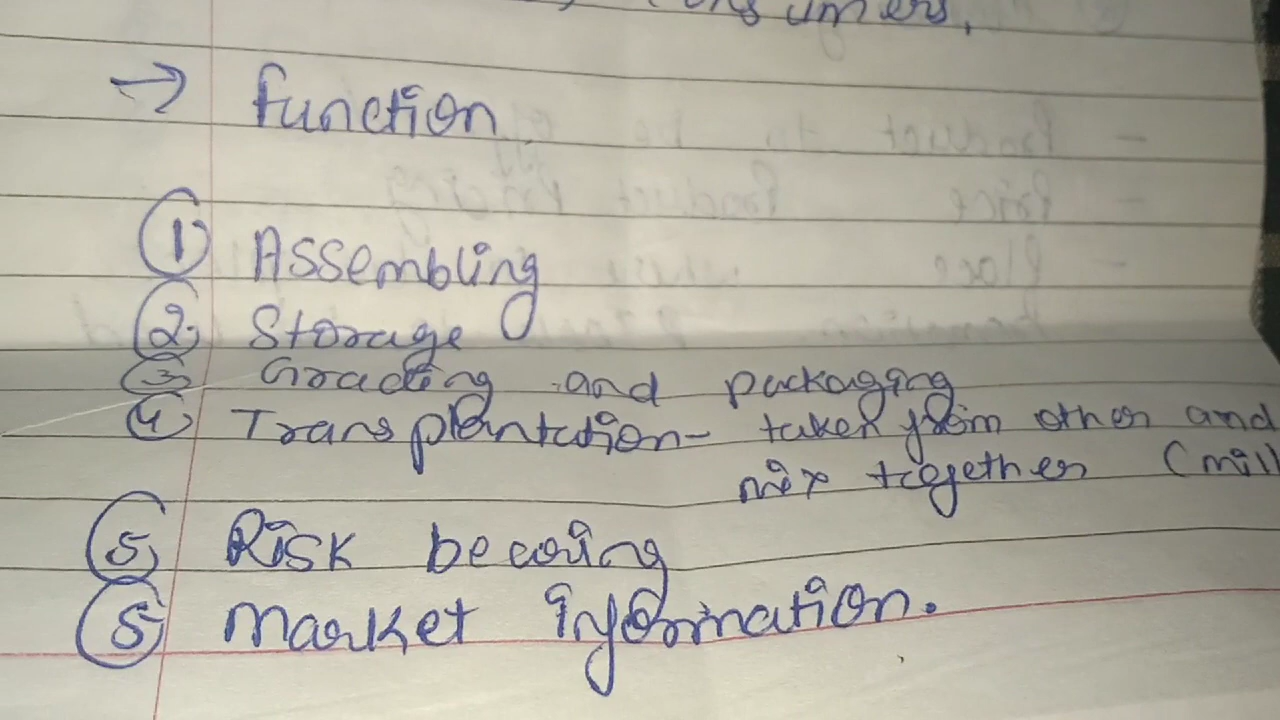 consumers.
→ function
① Assembling
② Storage
③ Grading and packaging
④ Transplantation - taken from other and
mix together (mill
⑤ Risk bearing
⑤ Market information.